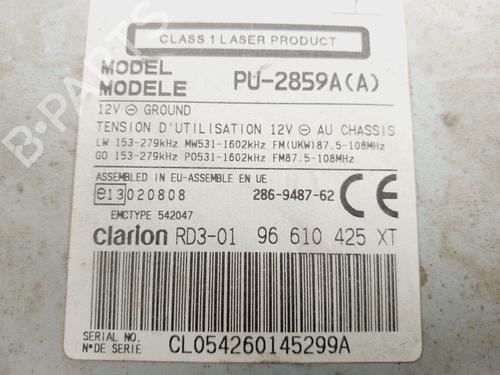 CLASS 1 LASER PRODUCT
MODEL
MODELE PU-2859A(A)
12V ⊖ GROUND
TENSION D'UTILISATION 12V ⊖ AU CHASSIS
LW 153-279kHz MW531-1602kHz FM(UKW)87.5-108MHz
GO 153-279kHz PO531-1602kHz FM87.5-108MHz
ASSEMBLED IN EU-ASSEMBLE EN UE
e13 020808 286-9487-62 CE
EMCTYPE 542047
clarion RD3-01 96 610 425 XT
SERIAL NO.
N° DE SERIE CL054260145299A
B-PARTS